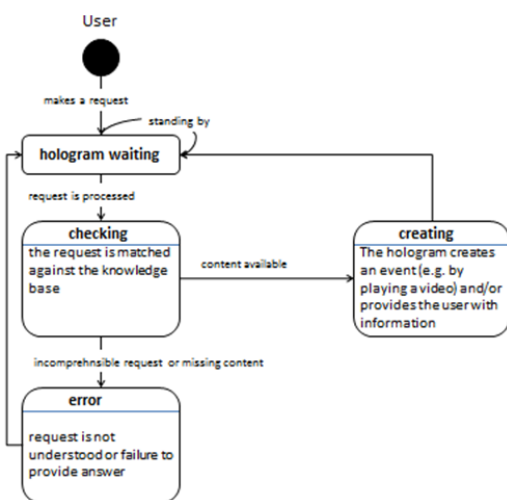 User
makes a request
standing by
hologram waiting
request is processed
checking
the request is matched
against the knowledge
base
content available
creating
The hologram creates
an event (e.g. by
playing a video) and/or
provides the user with
information
incomprehnsible request or missing content
error
request is not
understood or failure to
provide answer